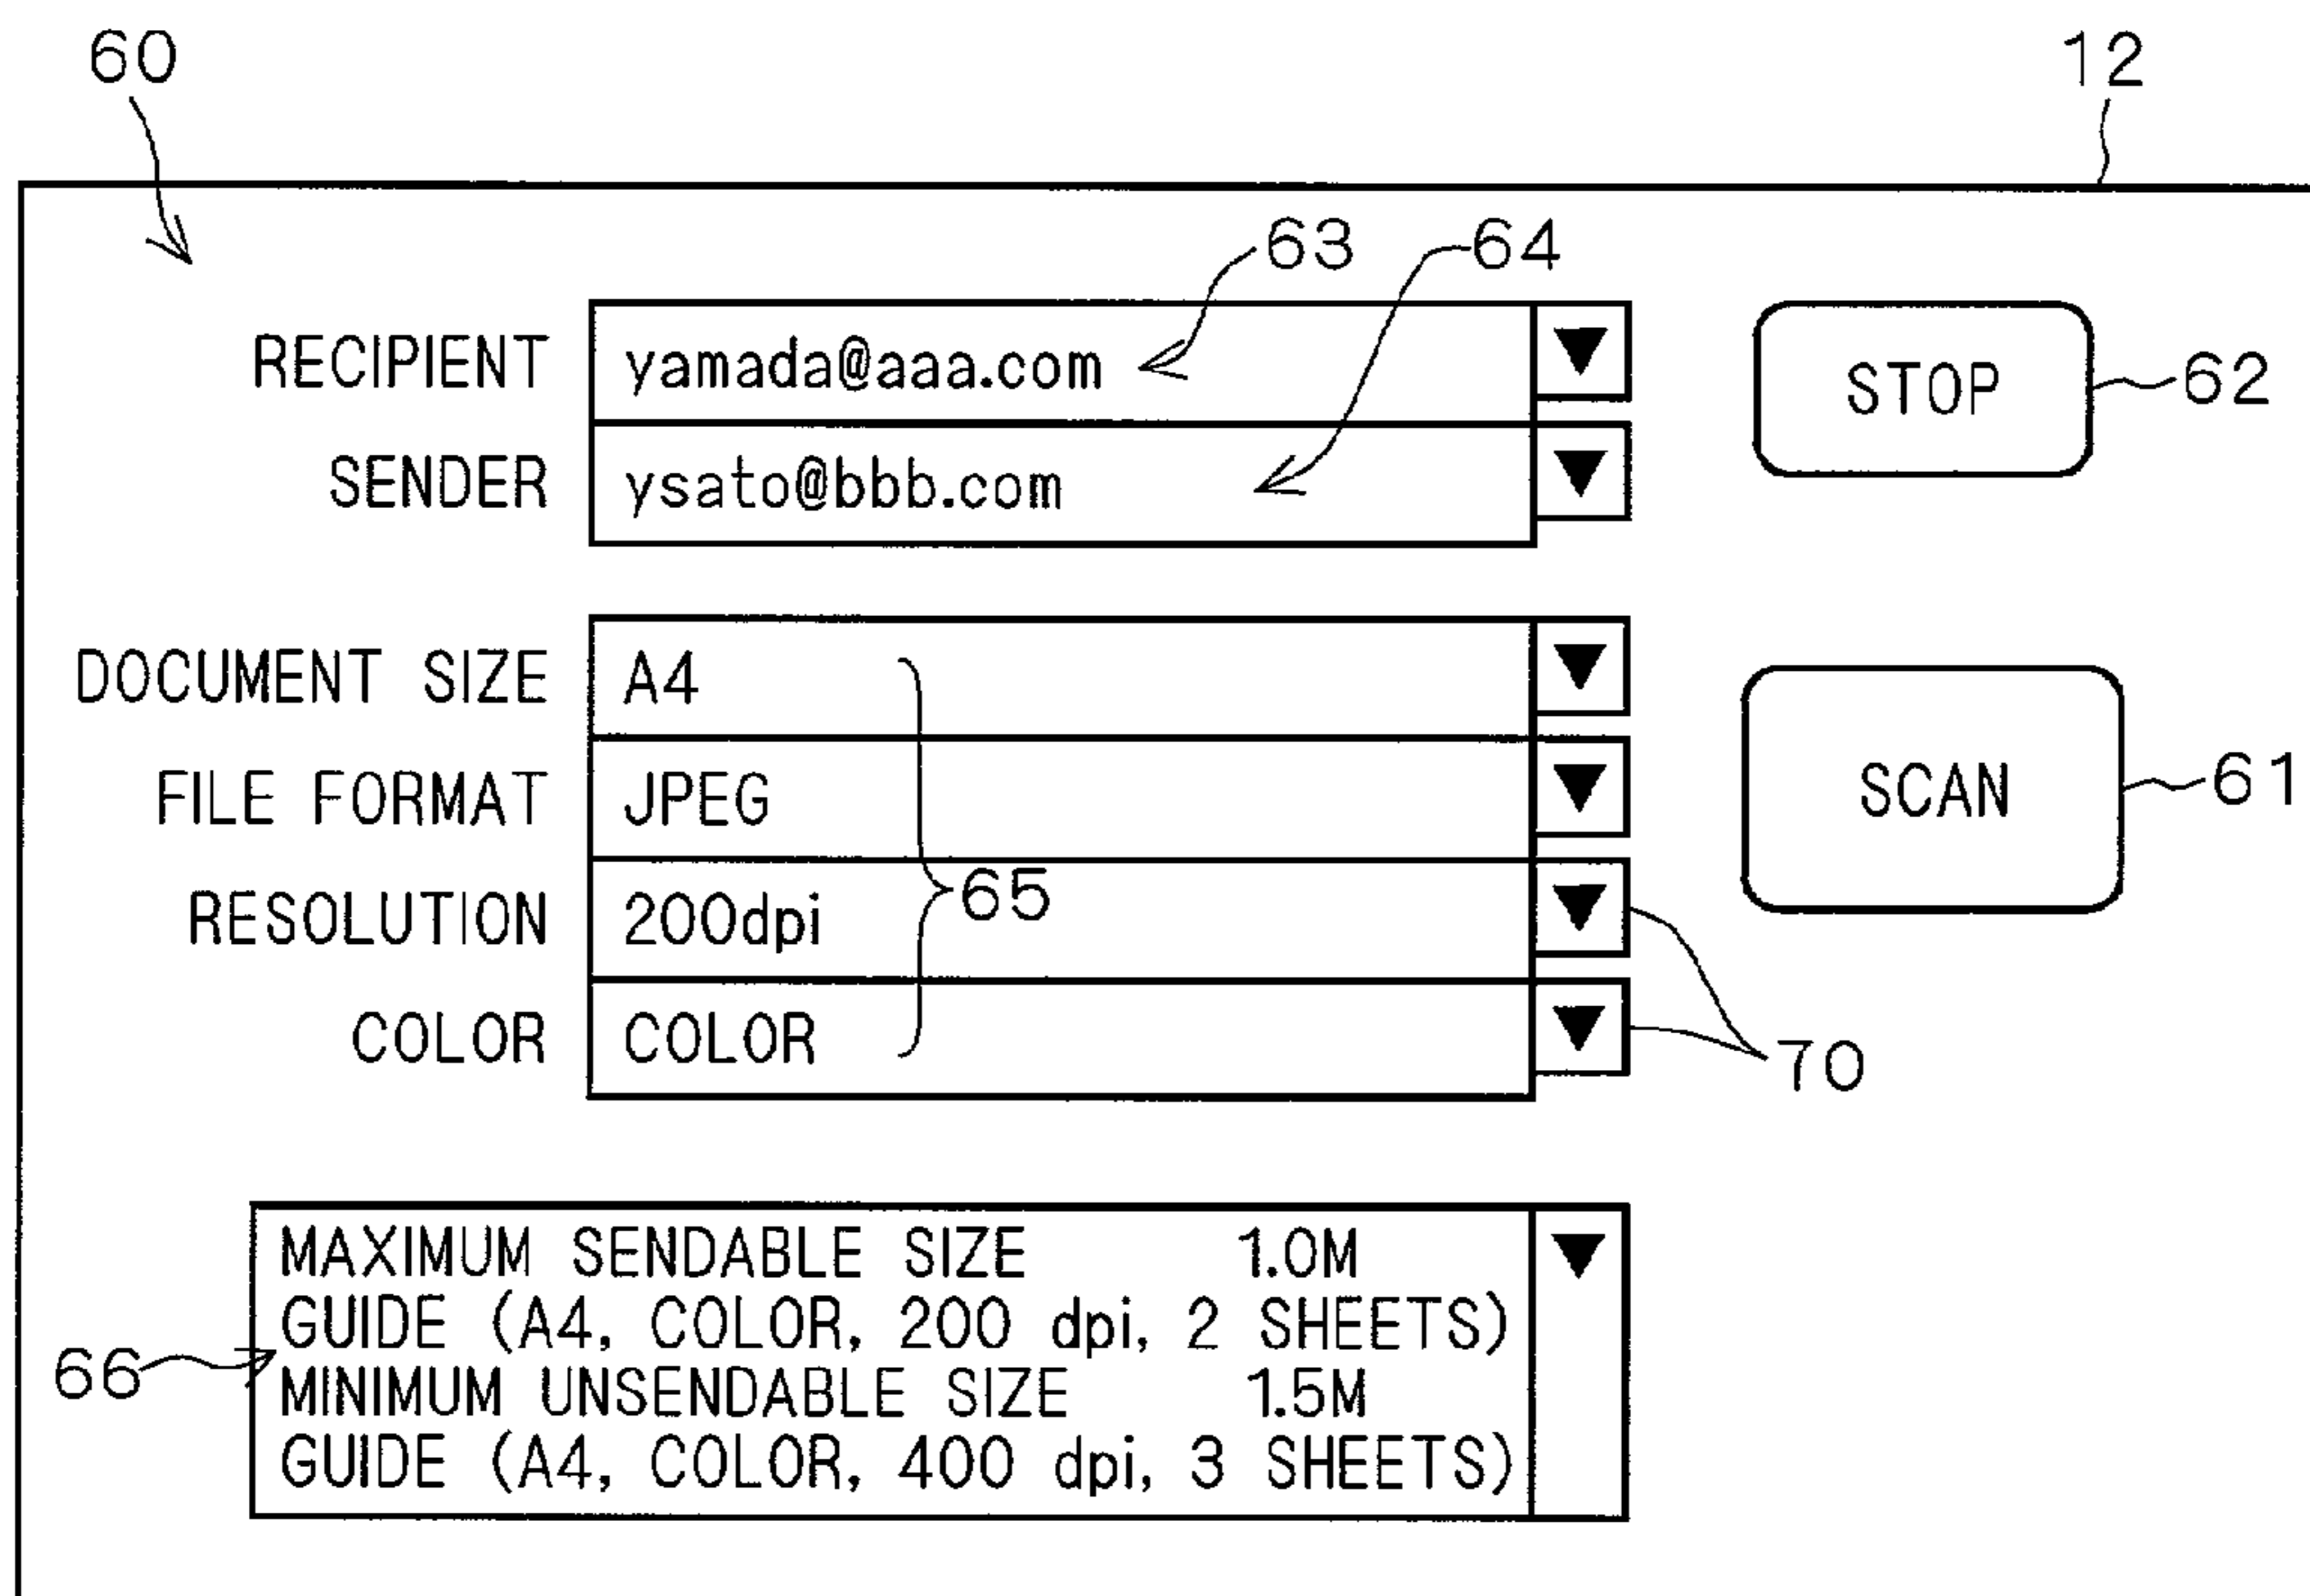 60 12
63 64
RECIPIENT yamada@aaa.com STOP 62
SENDER ysato@bbb.com
DOCUMENT SIZE A4
FILE FORMAT JPEG SCAN 61
RESOLUTION 200dpi 65
COLOR COLOR 70
MAXIMUM SENDABLE SIZE 1.0M
GUIDE (A4, COLOR, 200 dpi, 2 SHEETS)
66
MINIMUM UNSENDABLE SIZE 1.5M
GUIDE (A4, COLOR, 400 dpi, 3 SHEETS)